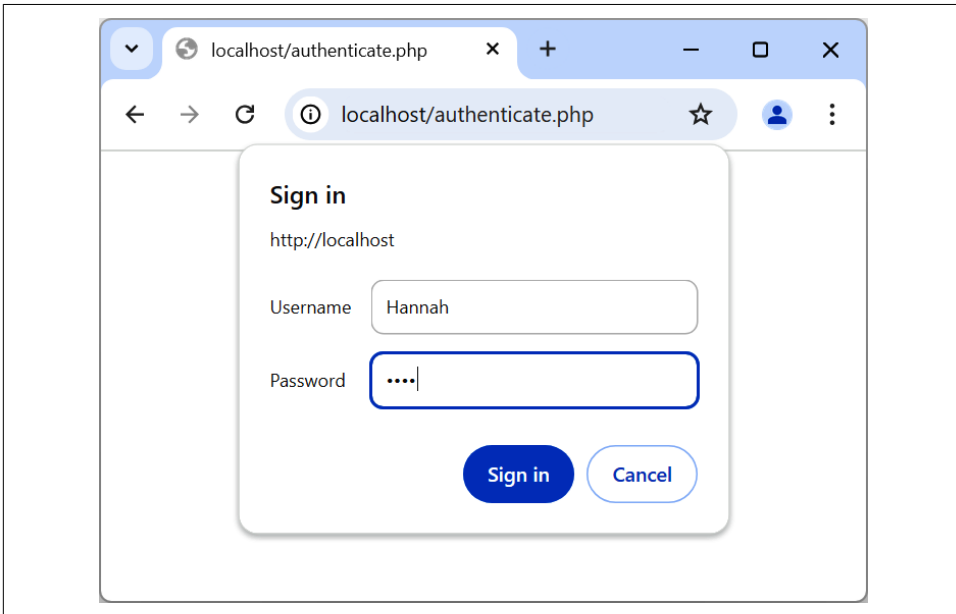 localhost/authenticate.php
localhost/authenticate.php
Sign in
http://localhost
Username Hannah
Password ••••
Sign in Cancel